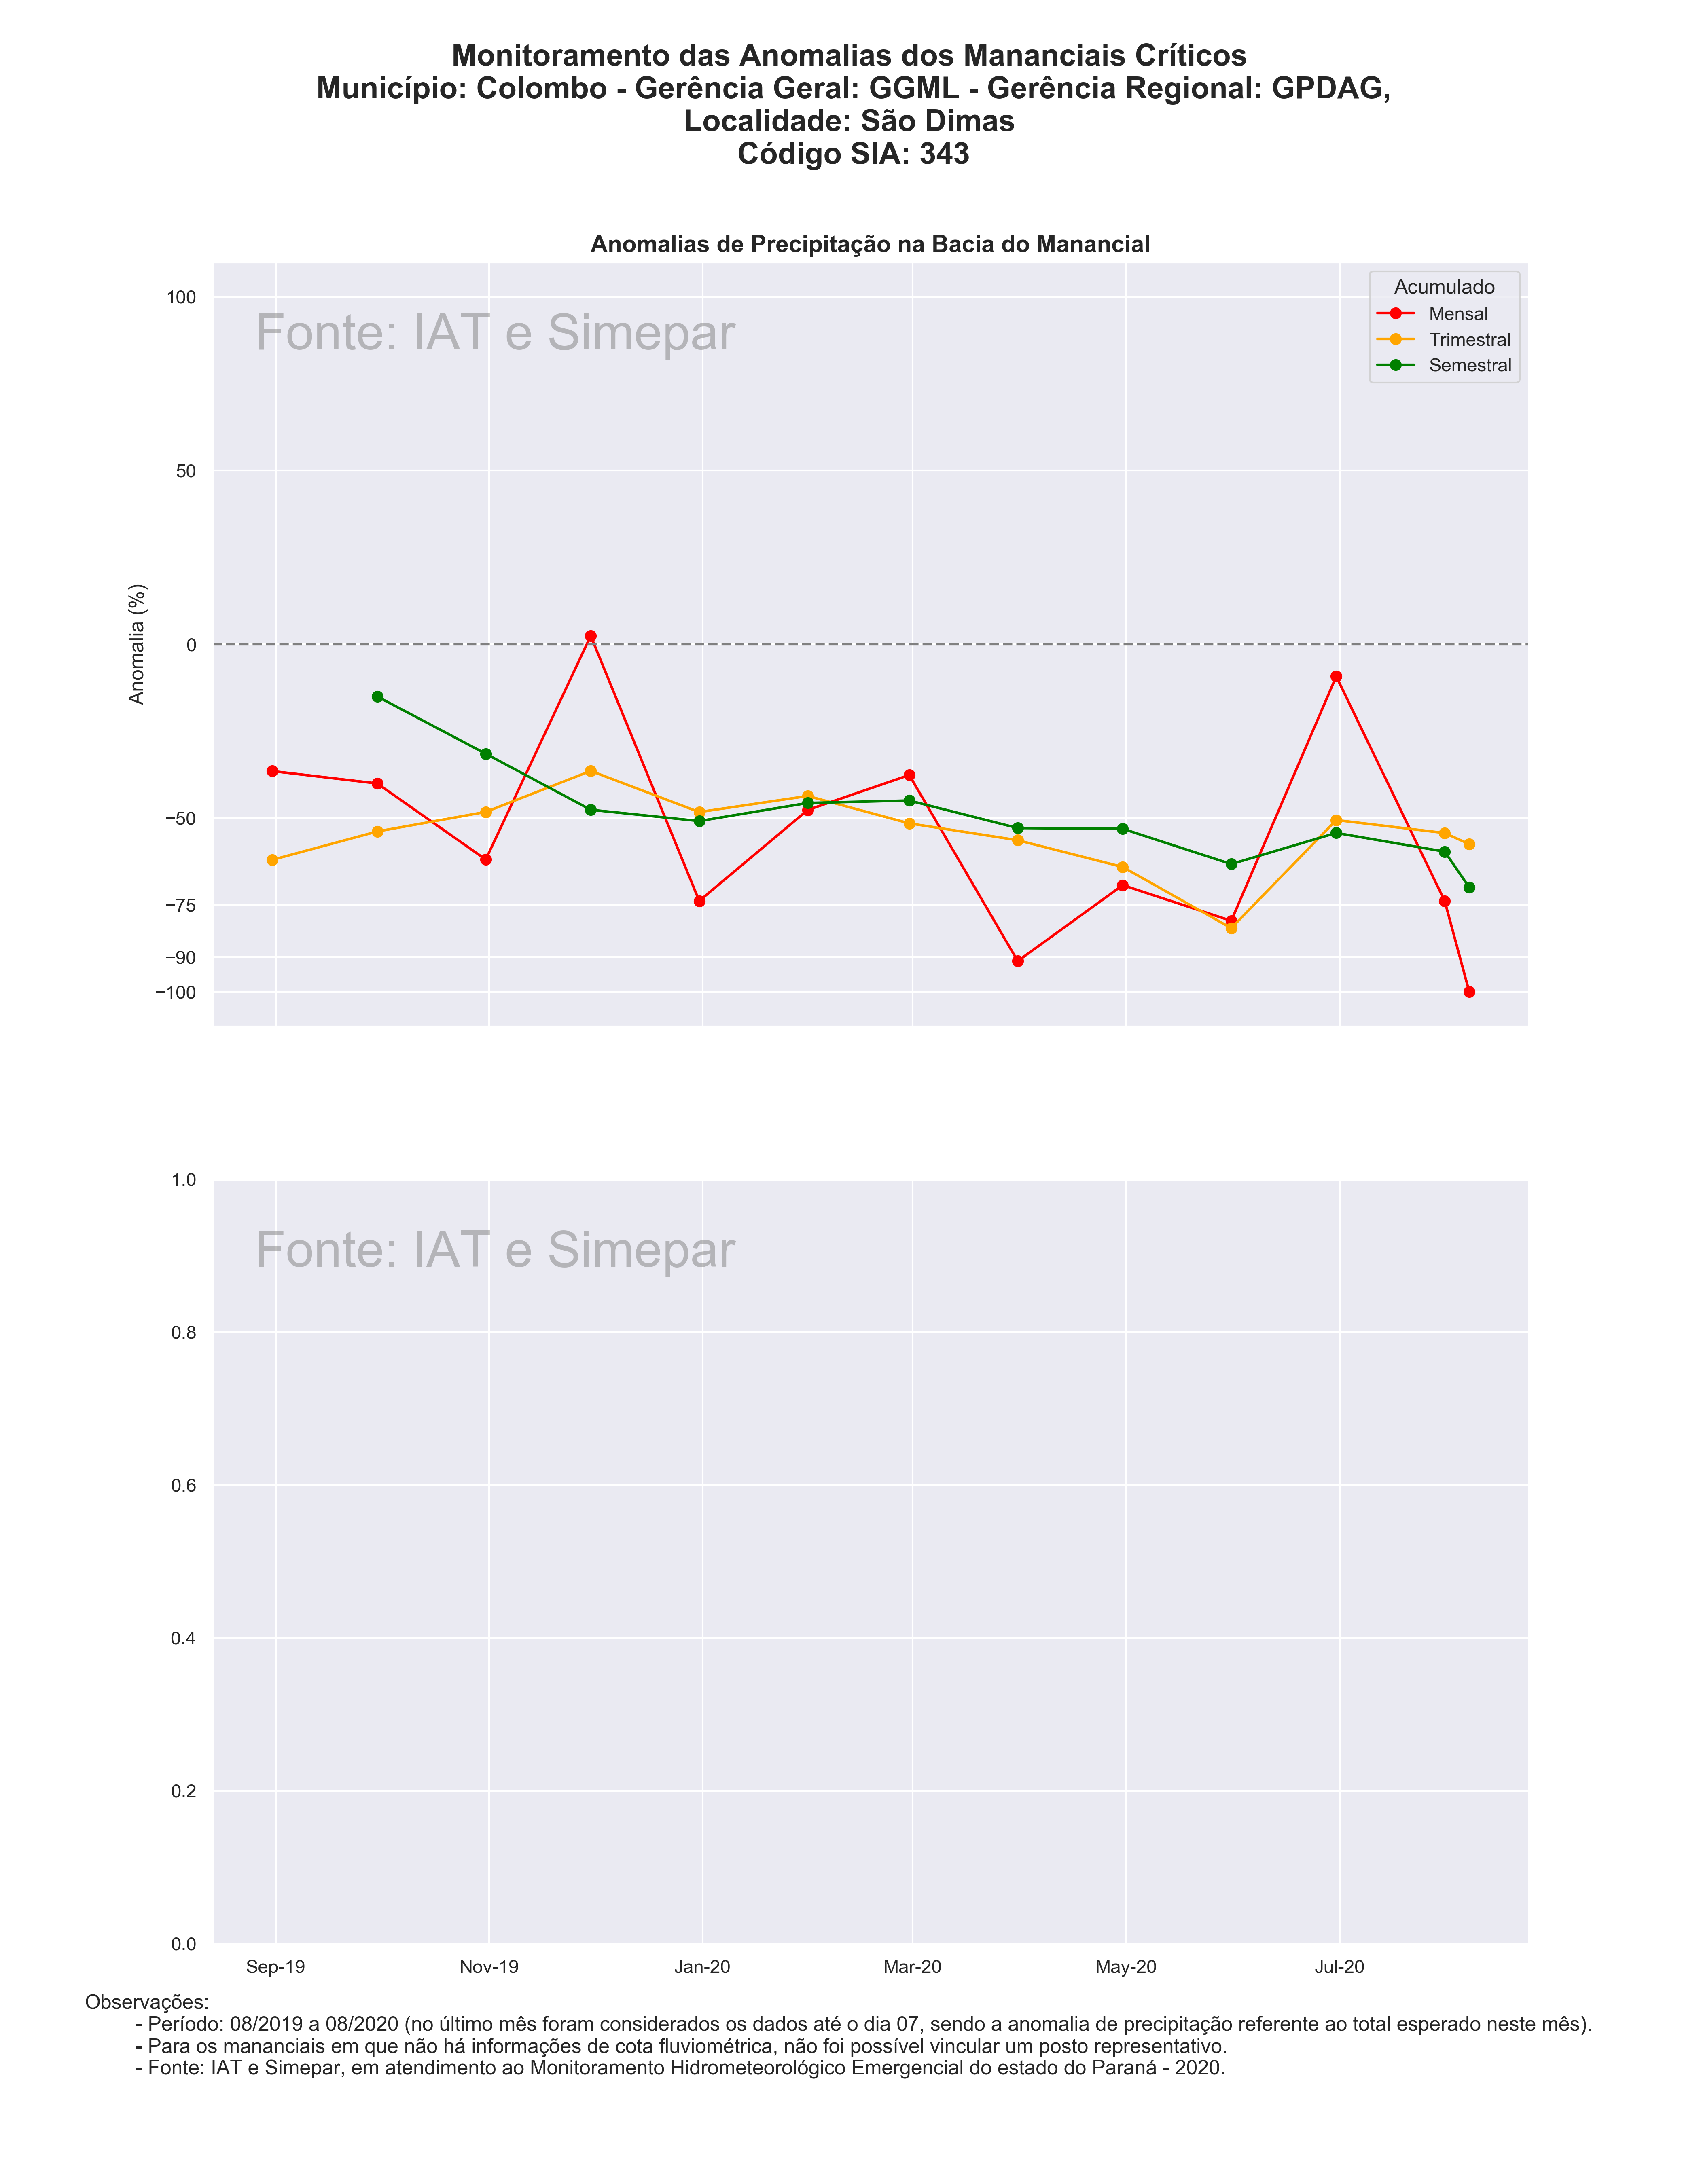 Monitoramento das Anomalias dos Mananciais Críticos
Município: Colombo - Gerência Geral: GGML - Gerência Regional: GPDAG,
Localidade: São Dimas
Código SIA: 343
Anomalias de Precipitação na Bacia do Manancial
Fonte: IAT e Simepar
Acumulado
Mensal
Trimestral
Semestral
Anomalia (%)
100
50
0
−50
−75
−90
−100
Fonte: IAT e Simepar
1.0
0.8
0.6
0.4
0.2
0.0
Sep-19 Nov-19 Jan-20 Mar-20 May-20 Jul-20
Observações:
- Período: 08/2019 a 08/2020 (no último mês foram considerados os dados até o dia 07, sendo a anomalia de precipitação referente ao total esperado neste mês).
- Para os mananciais em que não há informações de cota fluviométrica, não foi possível vincular um posto representativo.
- Fonte: IAT e Simepar, em atendimento ao Monitoramento Hidrometeorológico Emergencial do estado do Paraná - 2020.